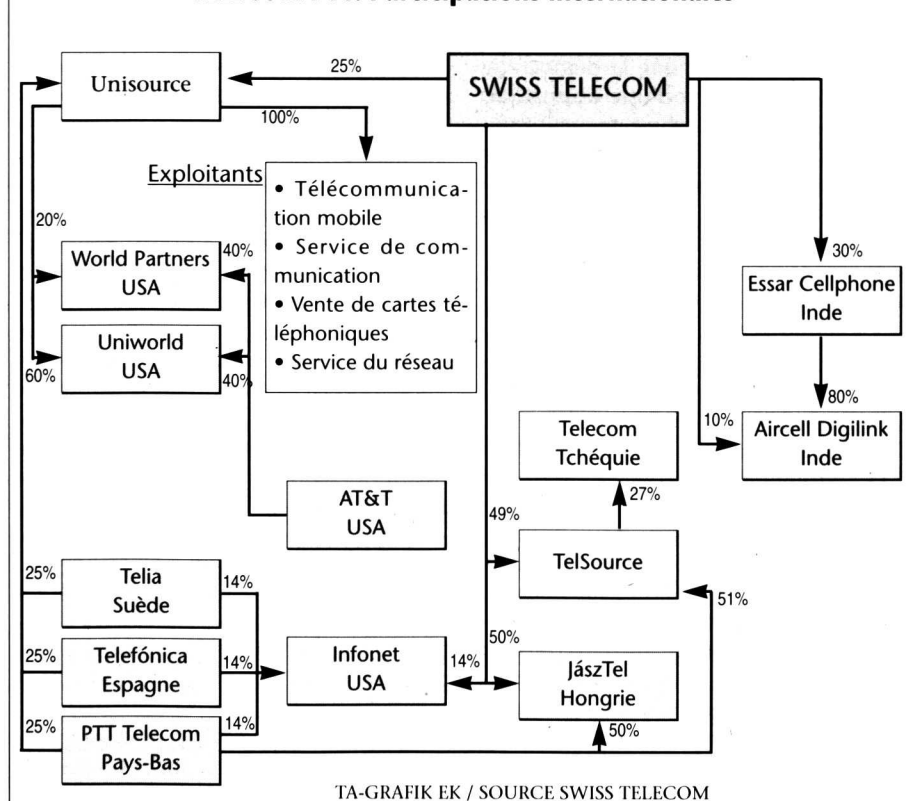 Participations internationales
Unisource
25%
SWISS TELECOM
100%
Exploitants
• Télécommunica-
tion mobile
• Service de com-
munication
• Vente de cartes té-
léphoniques
• Service du réseau
20%
World Partners
USA
40%
Uniworld
USA
60%
40%
30%
Essar Cellphone
Inde
80%
10%
Aircell Digilink
Inde
Telecom
Tchéquie
27%
AT&T
USA
49%
TelSource
51%
25%
Telia
Suède
14%
25%
Telefónica
Espagne
14%
25%
PTT Telecom
Pays-Bas
14%
Infonet
USA
14%
50%
JászTel
Hongrie
50%
TA-GRAFIK EK / SOURCE SWISS TELECOM